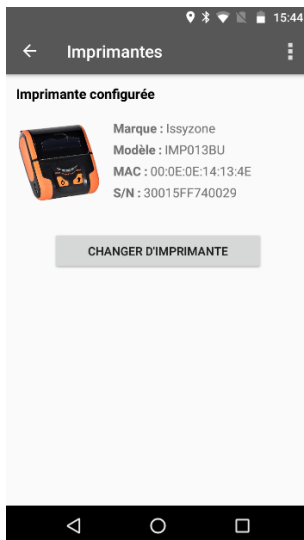 15:44
Imprimantes
Imprimante configurée
Marque : Issyzone
Modèle : IMP013BU
MAC : 00:0E:0E:14:13:4E
S/N : 30015FF740029
CHANGER D'IMPRIMANTE